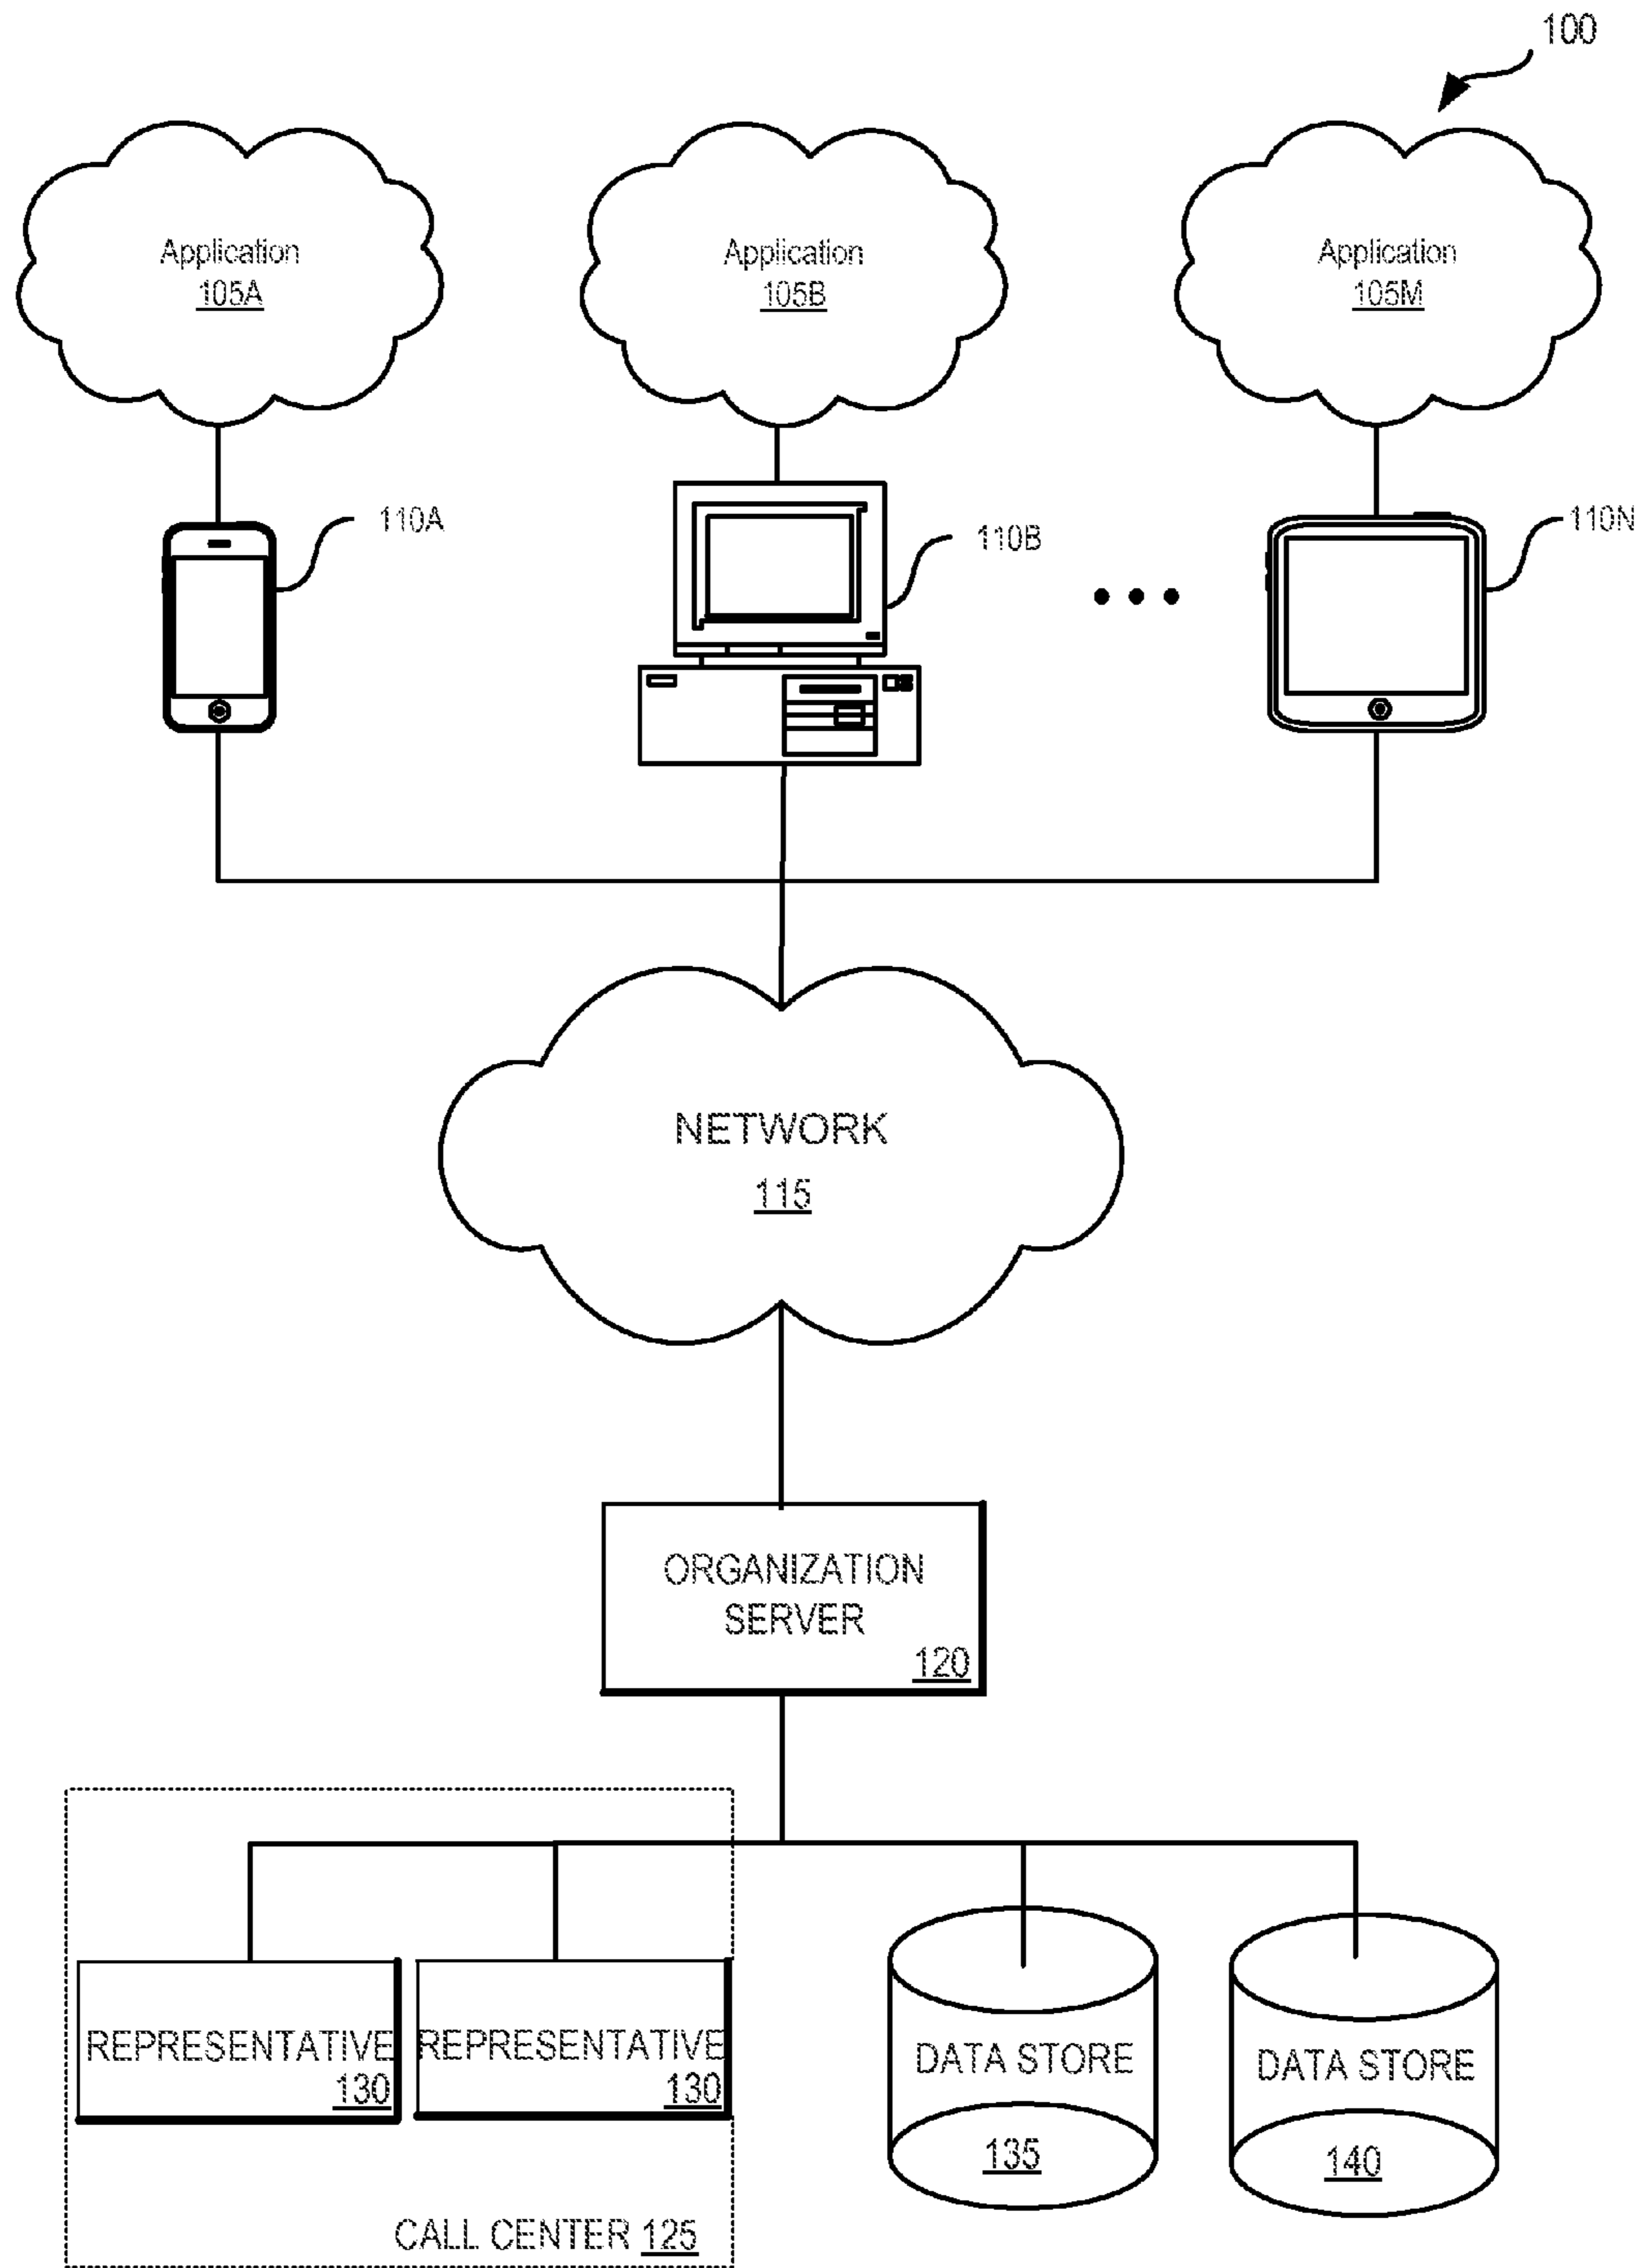 100
Application
105A
Application
105B
Application
105M
110A
110B
110N
NETWORK
115
ORGANIZATION
SERVER
120
REPRESENTATIVE
130
REPRESENTATIVE
130
DATA STORE
135
DATA STORE
140
CALL CENTER 125